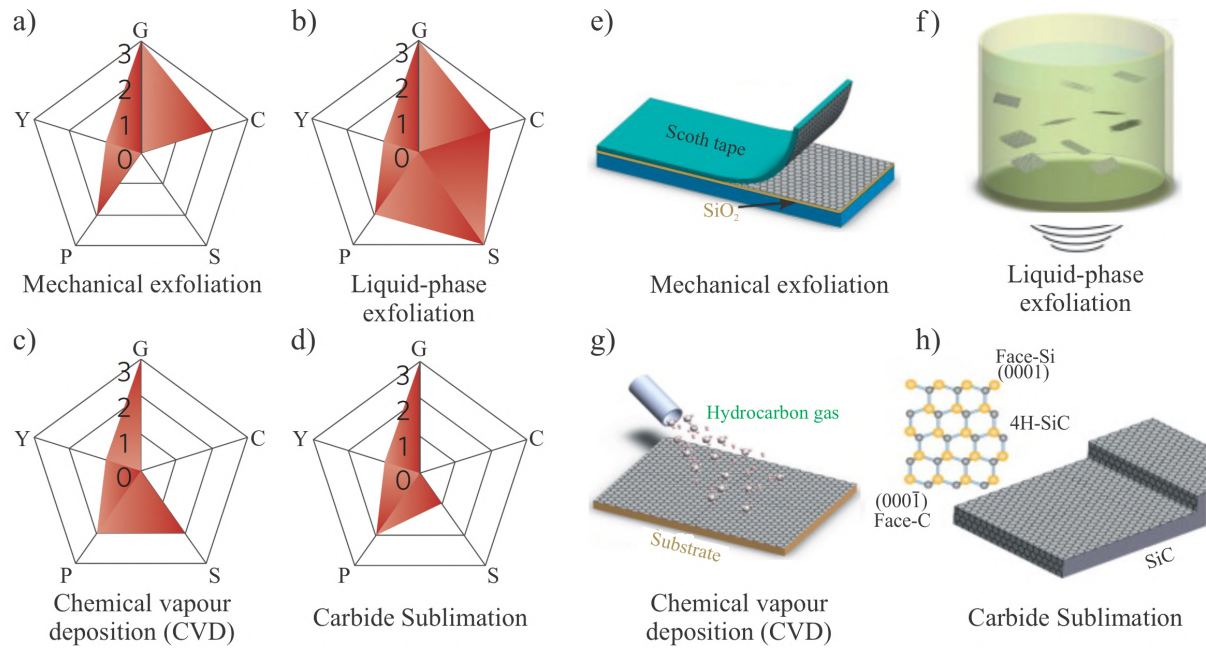 a)
G
3
2
1
0
Y
C
P
S
Mechanical exfoliation
b)
G
3
2
1
0
Y
C
P
S
Liquid-phase
exfoliation
c)
G
3
2
1
0
Y
C
P
S
Chemical vapour
deposition (CVD)
d)
G
3
2
1
0
Y
C
P
S
Carbide Sublimation
e)
Scoth tape
SiO₂
Mechanical exfoliation
f)
Liquid-phase
exfoliation
g)
Hydrocarbon gas
Substrate
Chemical vapour
deposition (CVD)
h)
Face-Si
(0001)
4H-SiC
(0001̅)
Face-C
SiC
Carbide Sublimation